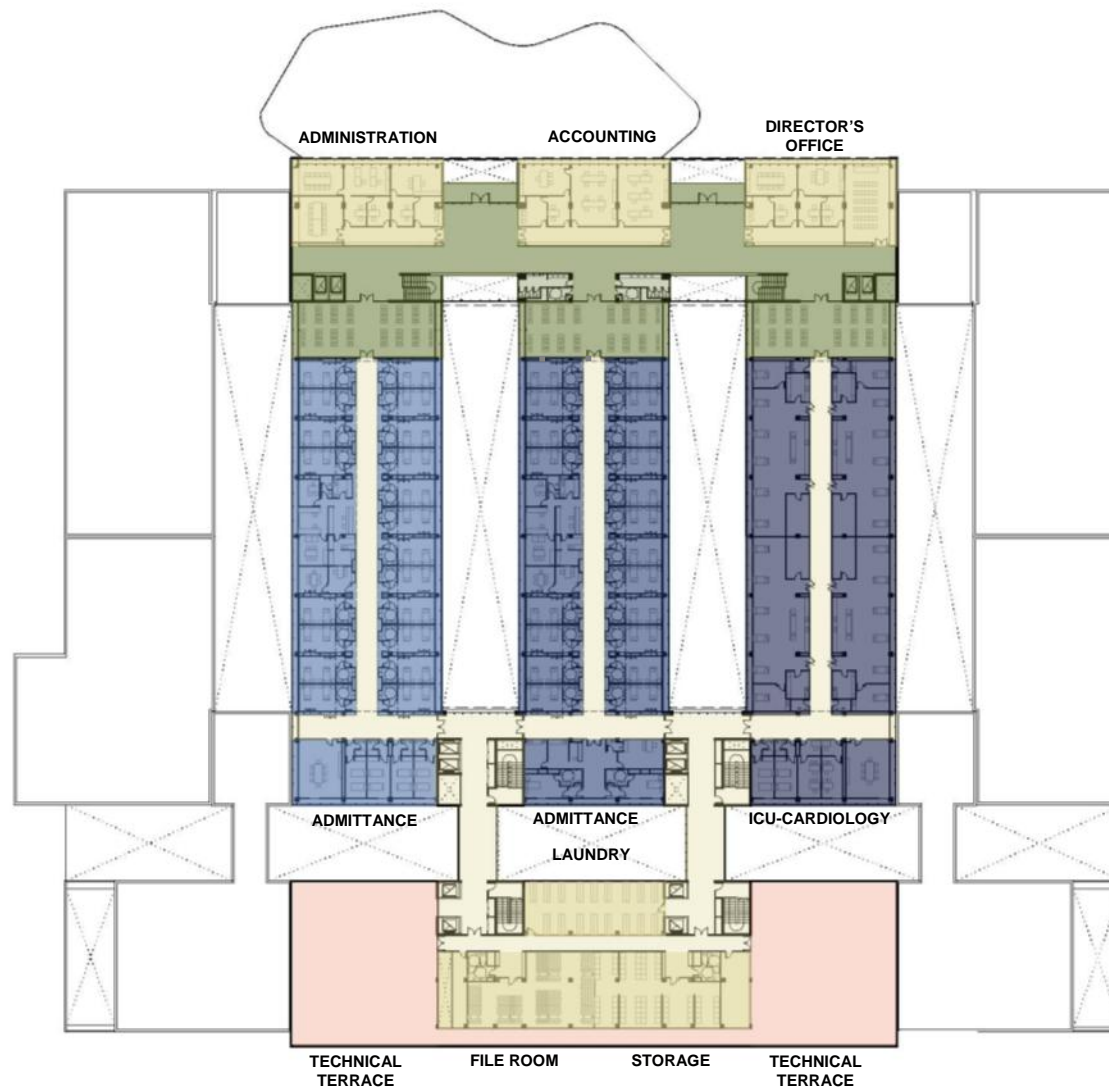 ADMINISTRATION
ACCOUNTING
DIRECTOR'S
OFFICE
ADMITTANCE
ADMITTANCE
ICU-CARDIOLOGY
LAUNDRY
TECHNICAL
TERRACE
FILE ROOM
STORAGE
TECHNICAL
TERRACE